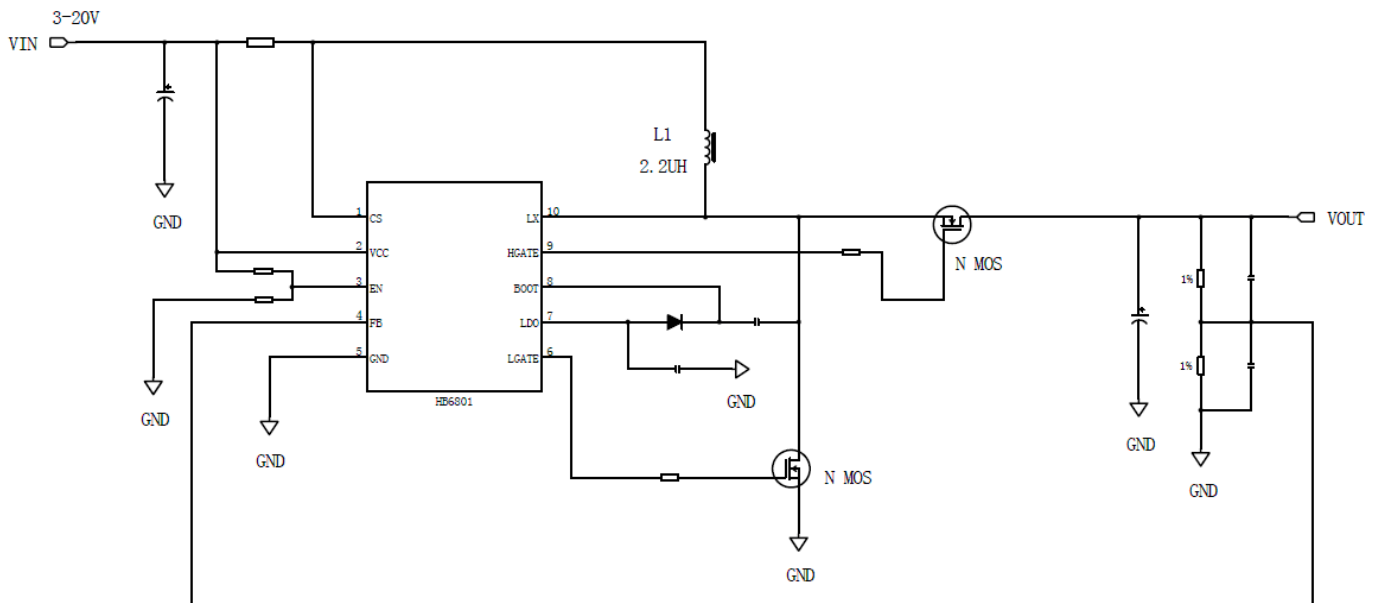 3-20V
VIN
L1
2.2UH
GND
1
CS
LX
10
VOUT
2
VCC
HGATE
9
N MOS
1%
3
EN
BOOT
8
4
FB
LDO
7
5
GND
LGATE
6
1%
HB6801
GND
GND
GND
GND
N MOS
GND
GND